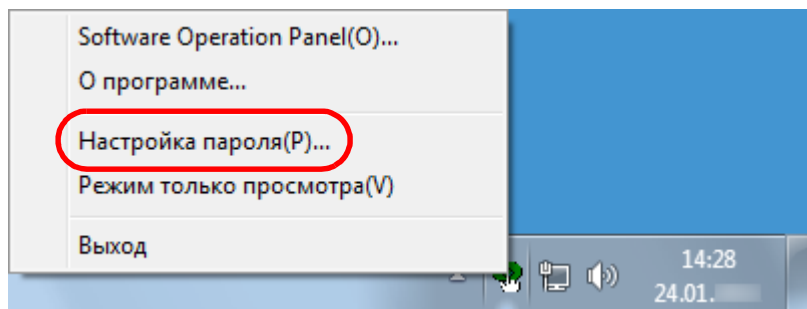 Software Operation Panel(O)...
О программе...
Настройка пароля(P)...
Режим только просмотра(V)
Выход
14:28
24.01.